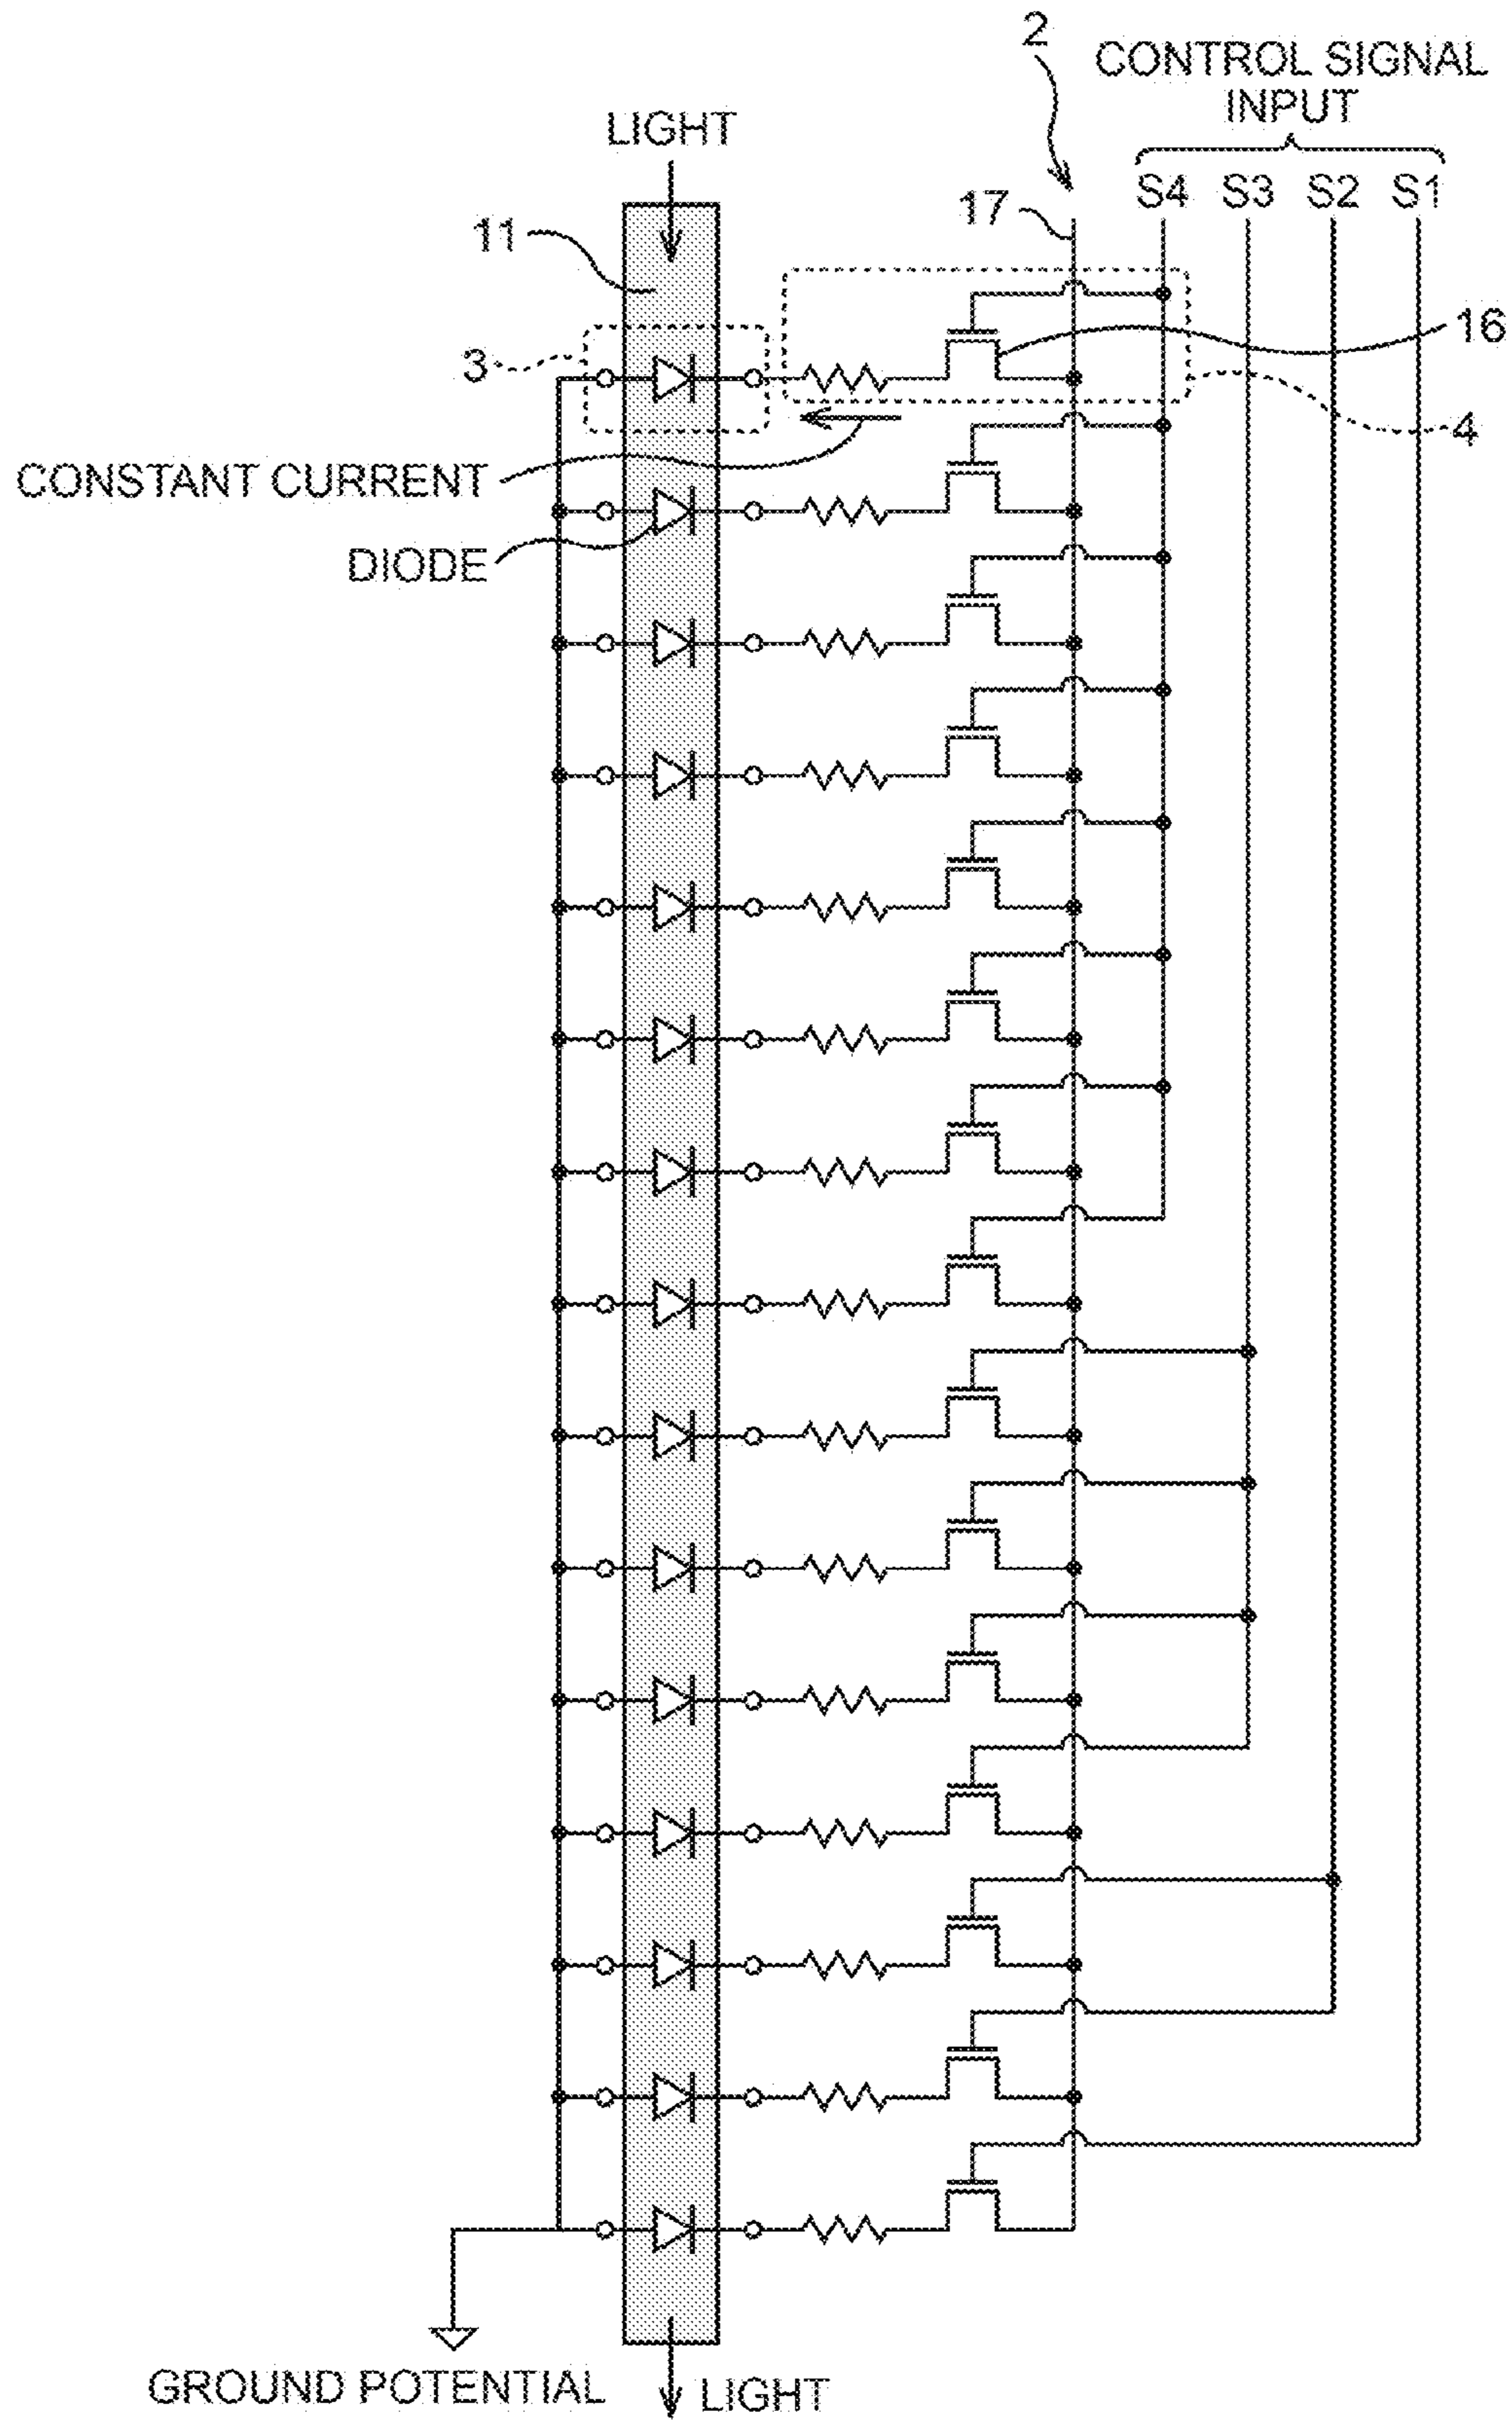 2
CONTROL SIGNAL
INPUT
LIGHT
S4 S3 S2 S1
17
11
16
3
4
CONSTANT CURRENT
DIODE
GROUND POTENTIAL
LIGHT